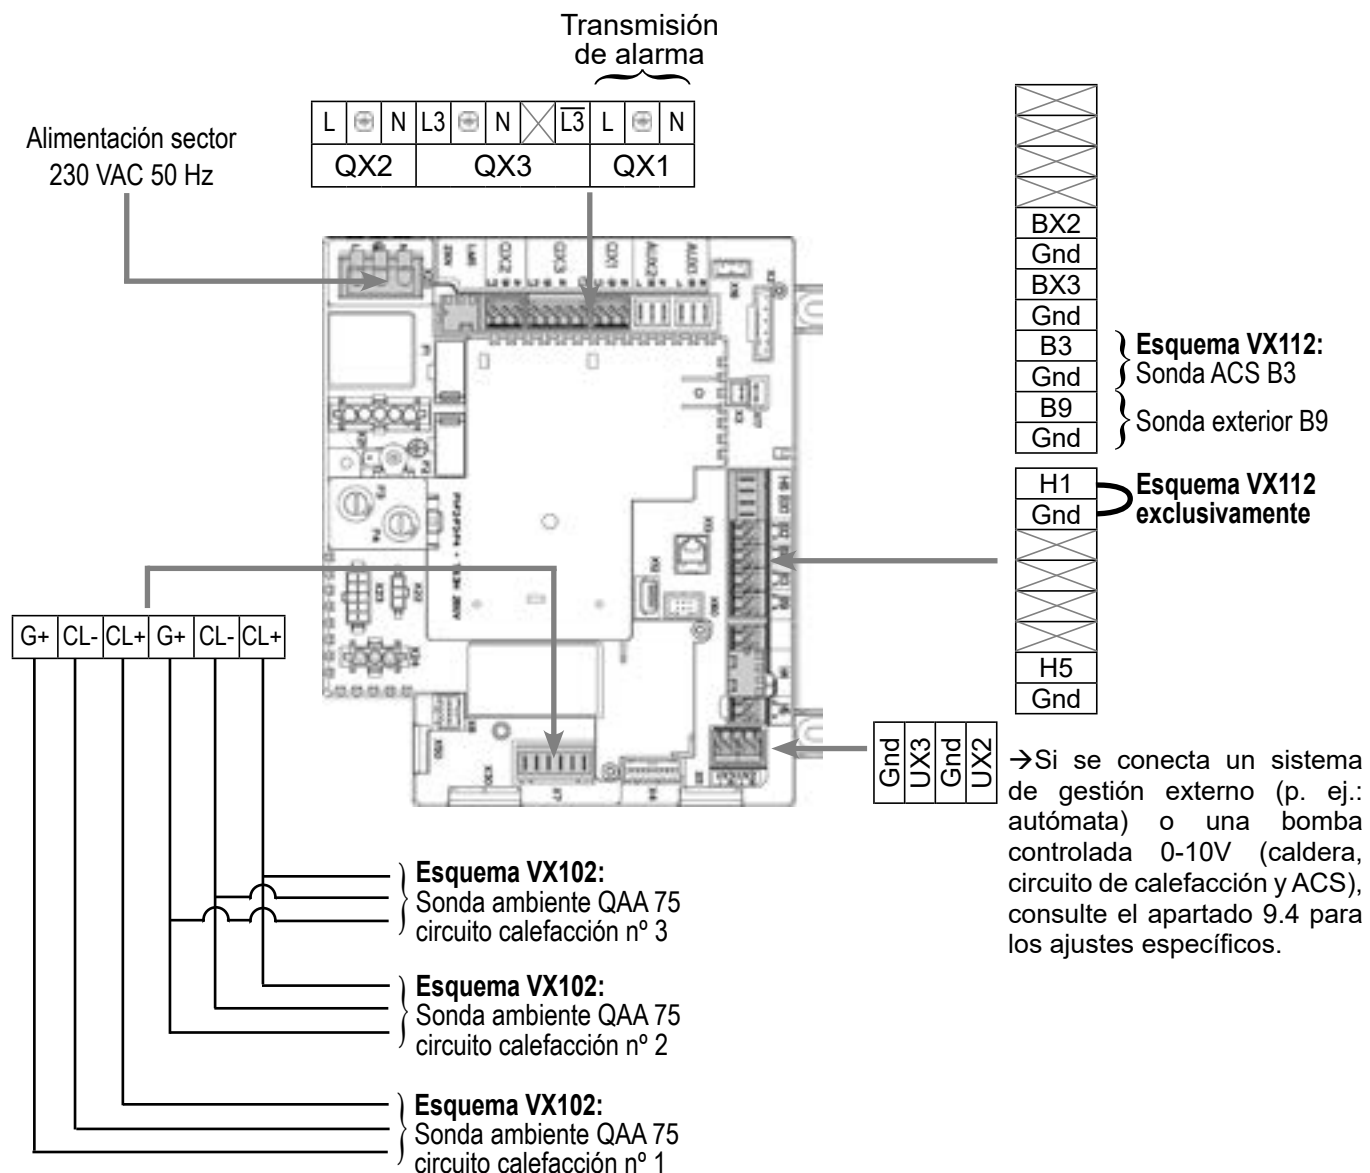 Transmisión
de alarma
L N L3 N L3 L N
QX2 QX3 QX1
Alimentación sector
230 VAC 50 Hz
BX2
Gnd
BX3
Gnd
B3
Gnd
B9
Gnd
Esquema VX112:
Sonda ACS B3
Sonda exterior B9
H1
Gnd
H5
Gnd
Esquema VX112
exclusivamente
G+ CL- CL+ G+ CL- CL+
Gnd
UX3
Gnd
UX2
→Si se conecta un sistema
de gestión externo (p. ej.:
autómata) o una bomba
controlada 0-10V (caldera,
circuito de calefacción y ACS),
consulte el apartado 9.4 para
los ajustes específicos.
Esquema VX102:
Sonda ambiente QAA 75
circuito calefacción nº 3
Esquema VX102:
Sonda ambiente QAA 75
circuito calefacción nº 2
Esquema VX102:
Sonda ambiente QAA 75
circuito calefacción nº 1